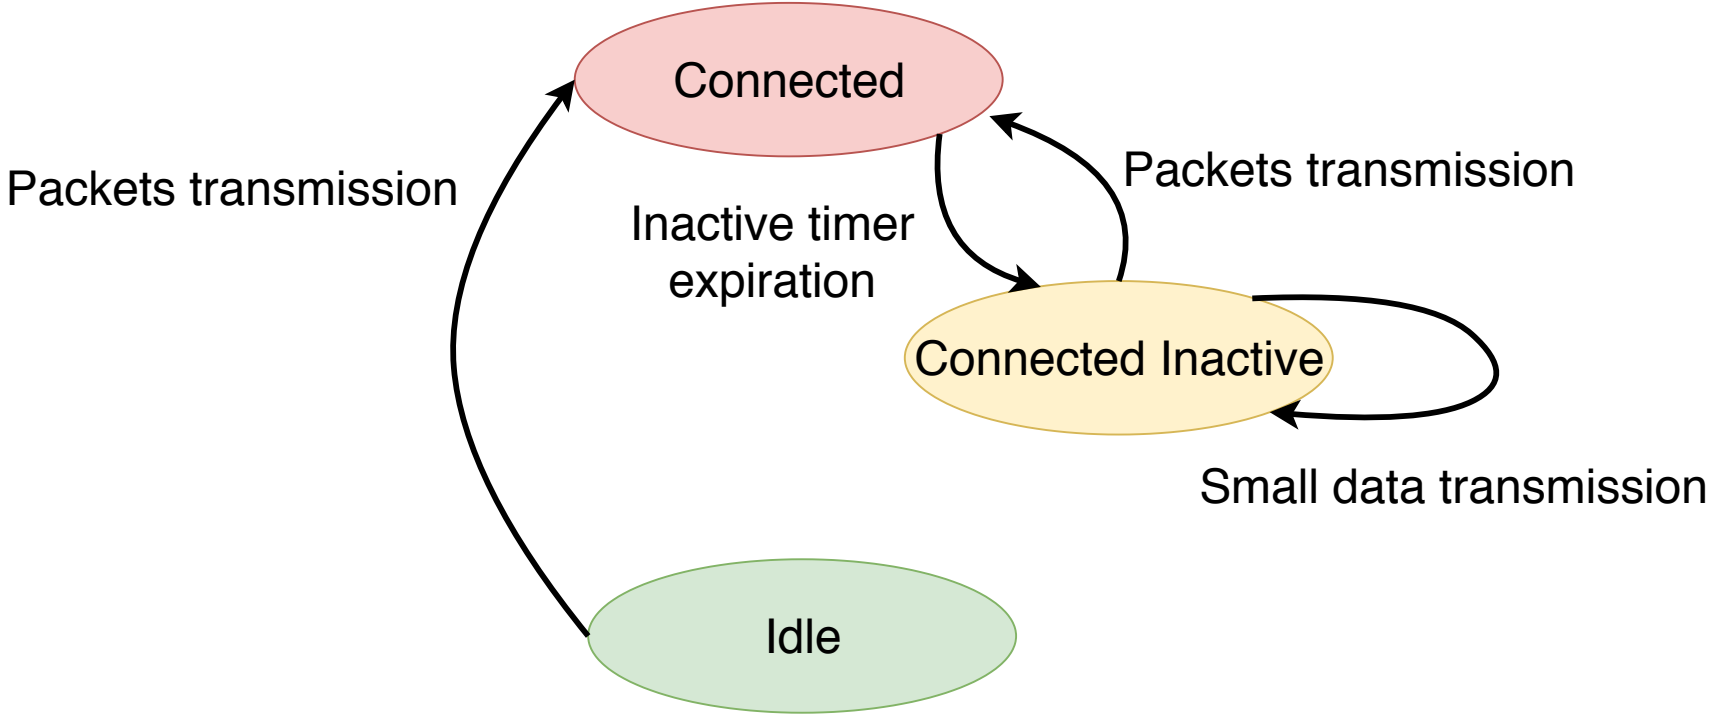 Connected
Packets transmission
Packets transmission
Inactive timer
expiration
Connected Inactive
Small data transmission
Idle